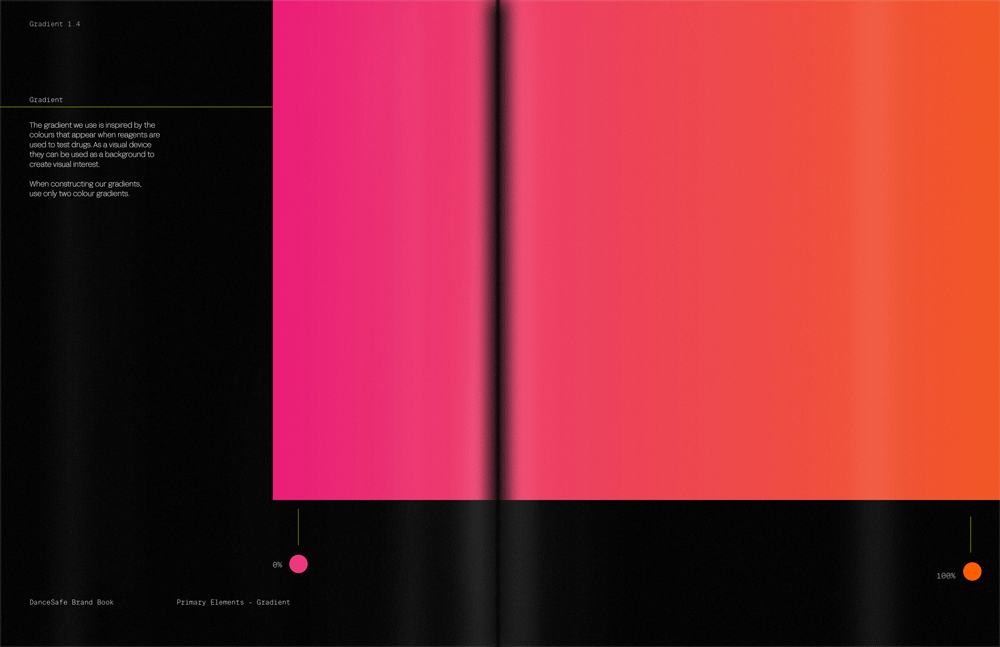 Gradient 1.4
Gradient
The gradient we use is inspired by the
colours that appear when reagents are
used to test drugs. As a visual device
they can be used as a background to
create visual interest.
When constructing our gradients,
use only two colour gradients.
0%
100%
DanceSafe Brand Book
Primary Elements - Gradient